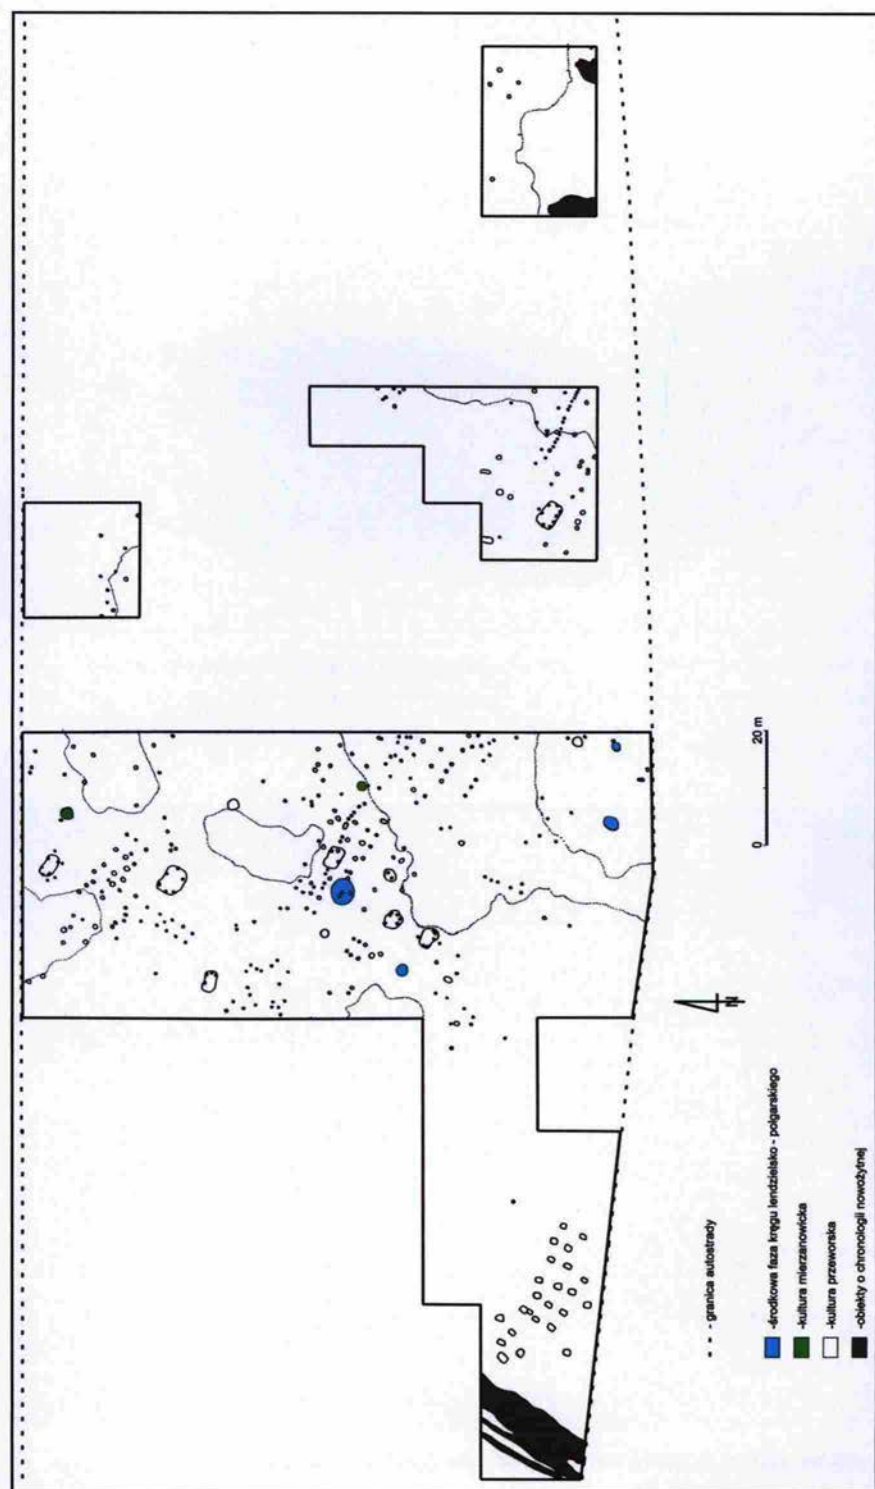 20 m
0
N
- granica autostrady
-środkowa faza kręgu lendzielsko - polgarskiego
-kultura mierzanowicka
-kultura przeworska
-obiekty o chronologii nowożytnej